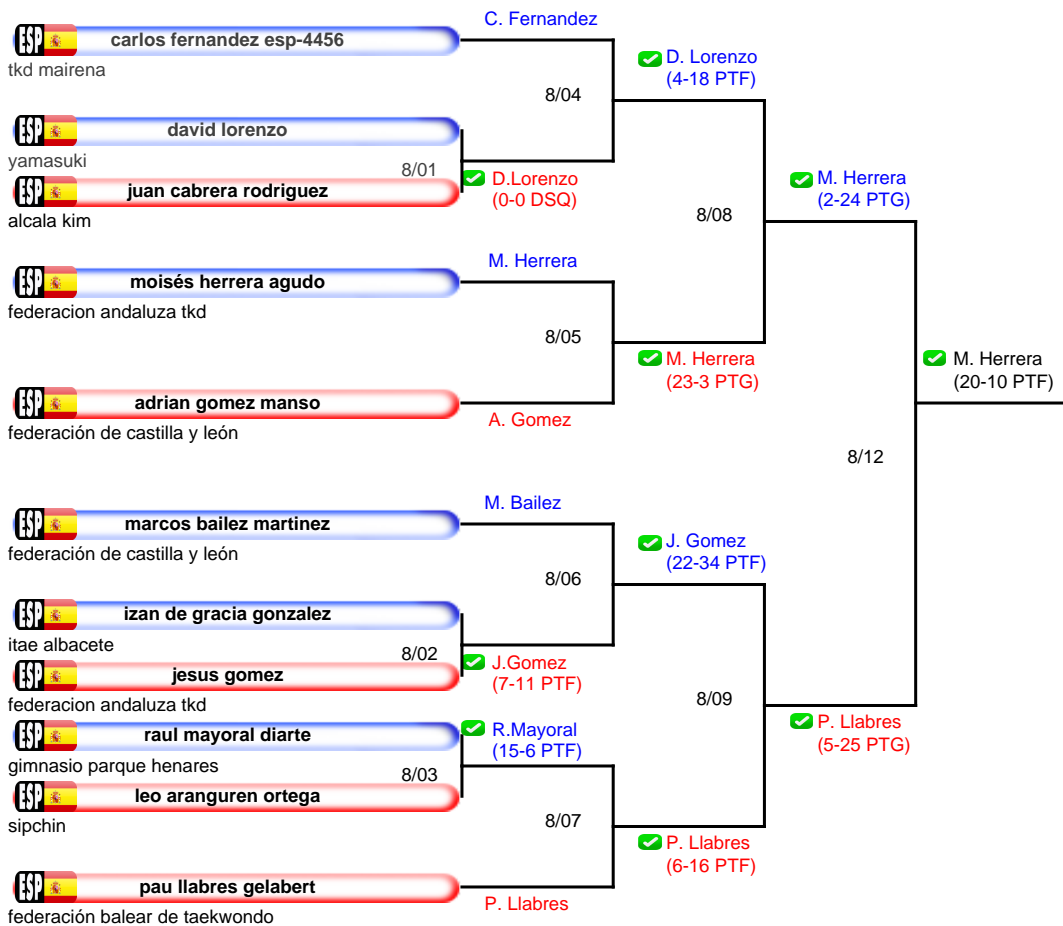 C. Fernandez
ESP carlos fernandez esp-4456
tkd mairena
D. Lorenzo
(4-18 PTF)
8/04
ESP david lorenzo
yamasuki
8/01
ESP juan cabrera rodriguez
alcala kim
D.Lorenzo
(0-0 DSQ)
M. Herrera
(2-24 PTG)
8/08
M. Herrera
ESP moisés herrera agudo
federacion andaluza tkd
8/05
M. Herrera
(23-3 PTG)
M. Herrera
(20-10 PTF)
ESP adrian gomez manso
federación de castilla y león
A. Gomez
8/12
M. Bailez
ESP marcos bailez martinez
federación de castilla y león
J. Gomez
(22-34 PTF)
8/06
ESP izan de gracia gonzalez
itae albacete
8/02
ESP jesus gomez
federacion andaluza tkd
J.Gomez
(7-11 PTF)
8/09
P. Llabres
(5-25 PTG)
ESP raul mayoral diarte
gimnasio parque henares
R.Mayoral
(15-6 PTF)
8/03
ESP leo aranguren ortega
sipchin
8/07
P. Llabres
(6-16 PTF)
ESP pau llabres gelabert
federación balear de taekwondo
P. Llabres